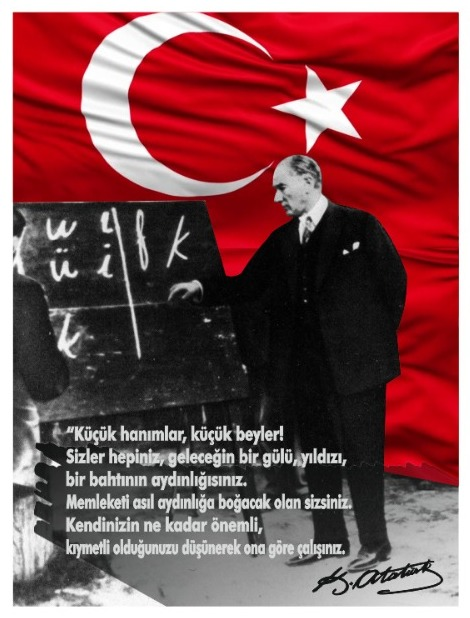 ü i f k
k
“Küçük hanımlar, küçük beyler!
Sizler hepiniz, geleceğin bir gülü, yıldızı,
bir bahtının aydınlığısınız.
Memleketi asıl aydınlığa boğacak olan sizsiniz.
Kendinizin ne kadar önemli,
kıymetli olduğunuzu düşünerek ona göre çalışınız.
K. Atatürk